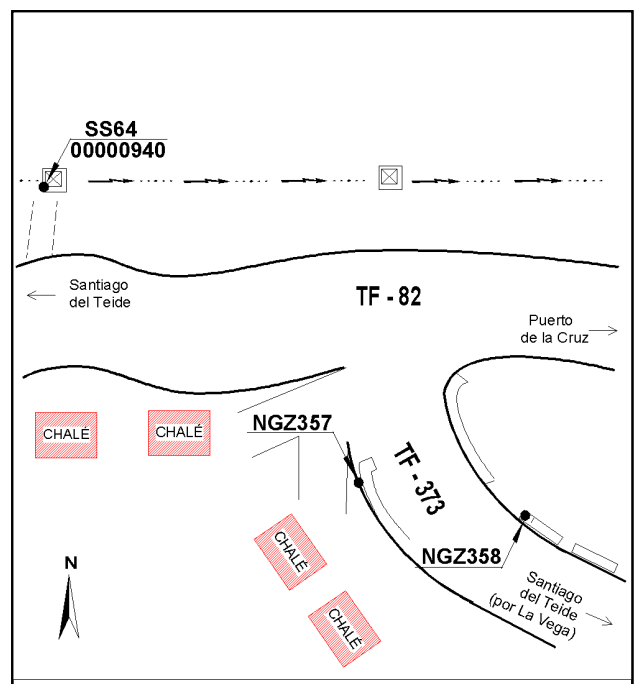 SS64
00000940
Santiago
del Teide
TF - 82
Puerto
de la Cruz
CHALÉ
CHALÉ
NGZ357
TF - 373
NGZ358
CHALÉ
CHALÉ
Santiago
del Teide
(por La Vega)
N